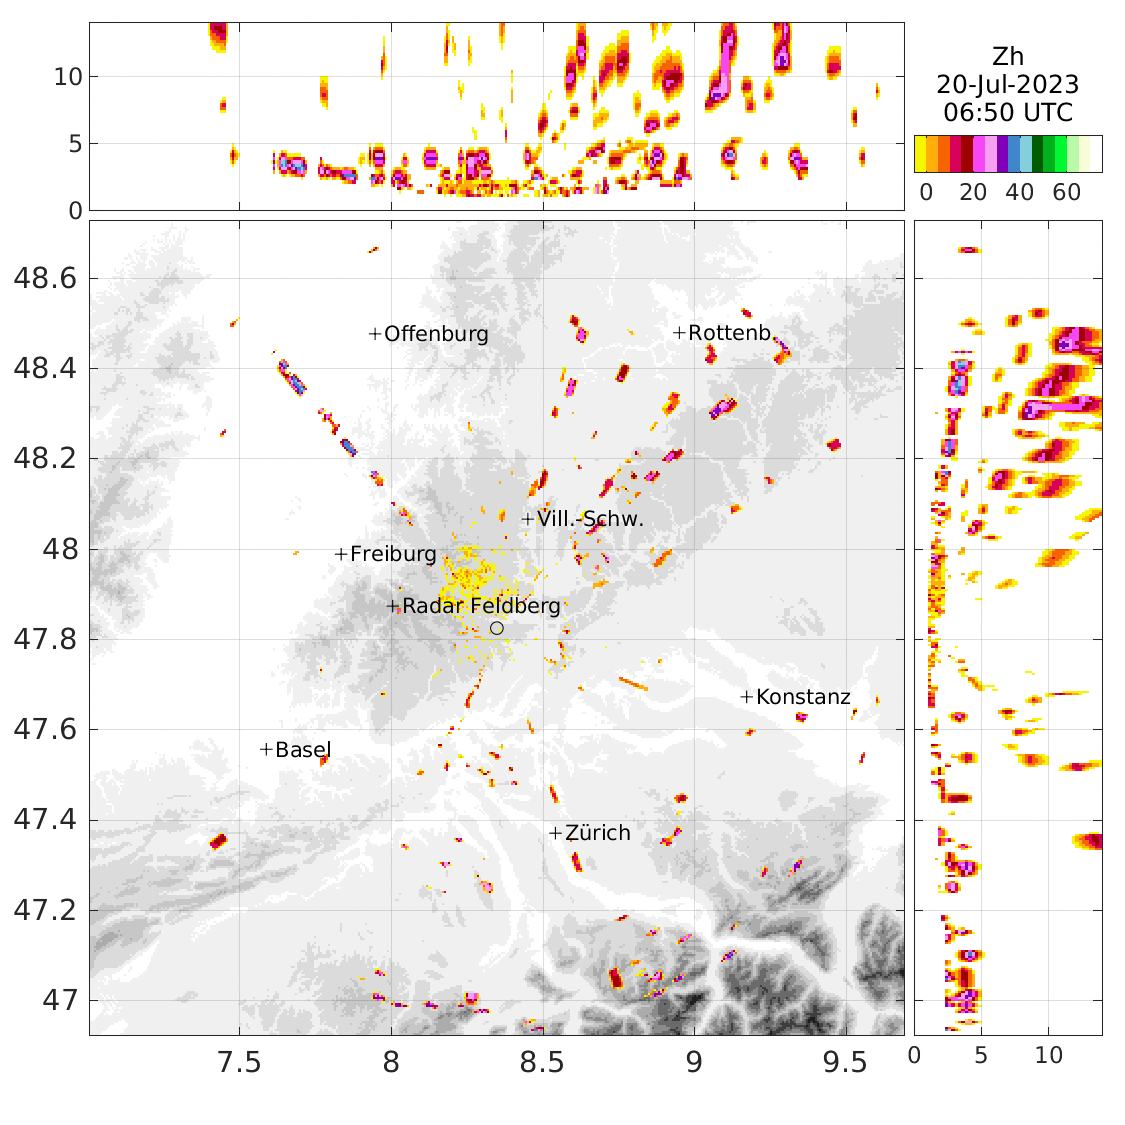 10
5
0
Zh
20-Jul-2023
06:50 UTC
0 20 40 60
48.6
48.4
48.2
48
47.8
47.6
47.4
47.2
47
+Offenburg
+Rottenb.
+Vill.-Schw.
+Freiburg
+Radar Feldberg
+Konstanz
+Basel
+Zürich
7.5 8 8.5 9 9.5
0 5 10